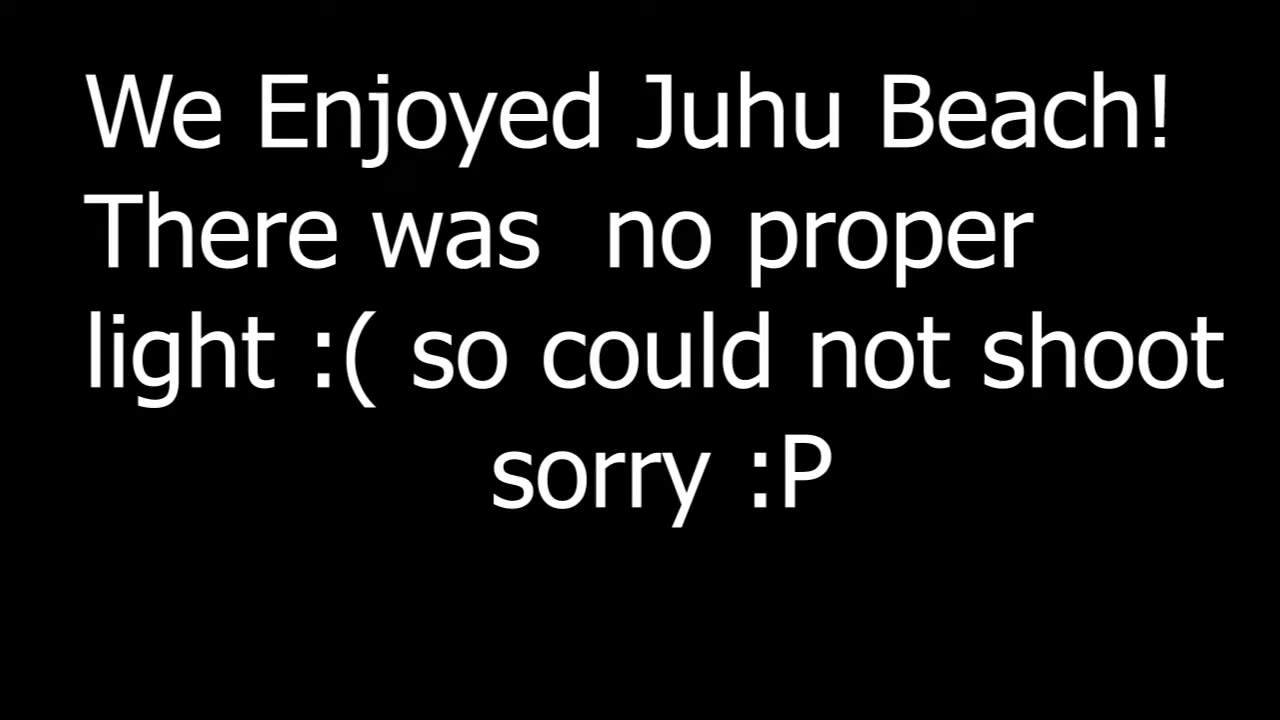 We Enjoyed Juhu Beach!
There was  no proper
light :( so could not shoot
sorry :P